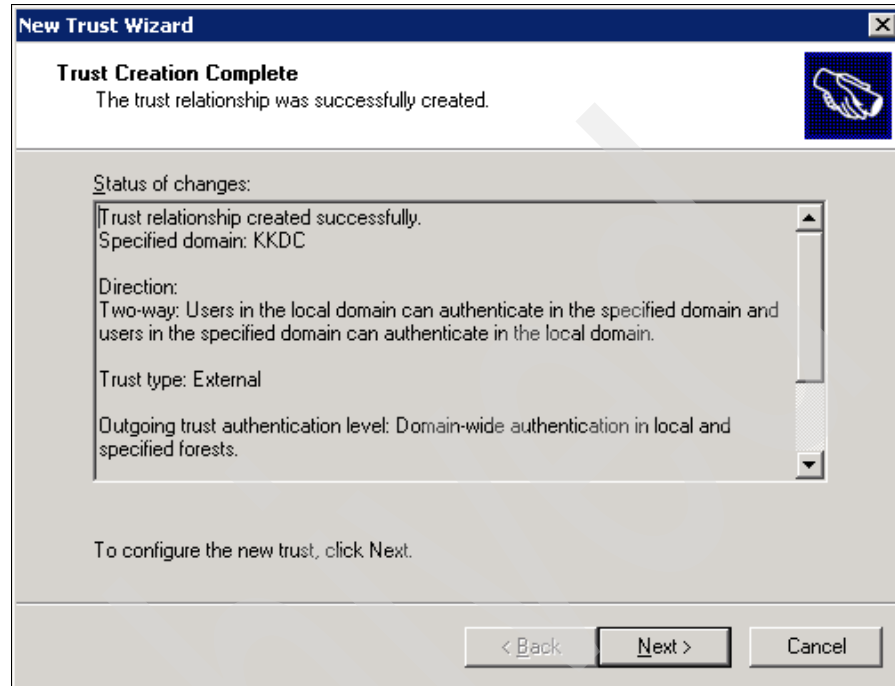 New Trust Wizard
Trust Creation Complete
The trust relationship was successfully created.
Status of changes:
Trust relationship created successfully.
Specified domain: KKDC
Direction:
Two-way: Users in the local domain can authenticate in the specified domain and
users in the specified domain can authenticate in the local domain.
Trust type: External
Outgoing trust authentication level: Domain-wide authentication in local and
specified forests.
To configure the new trust, click Next.
< Back
Next >
Cancel